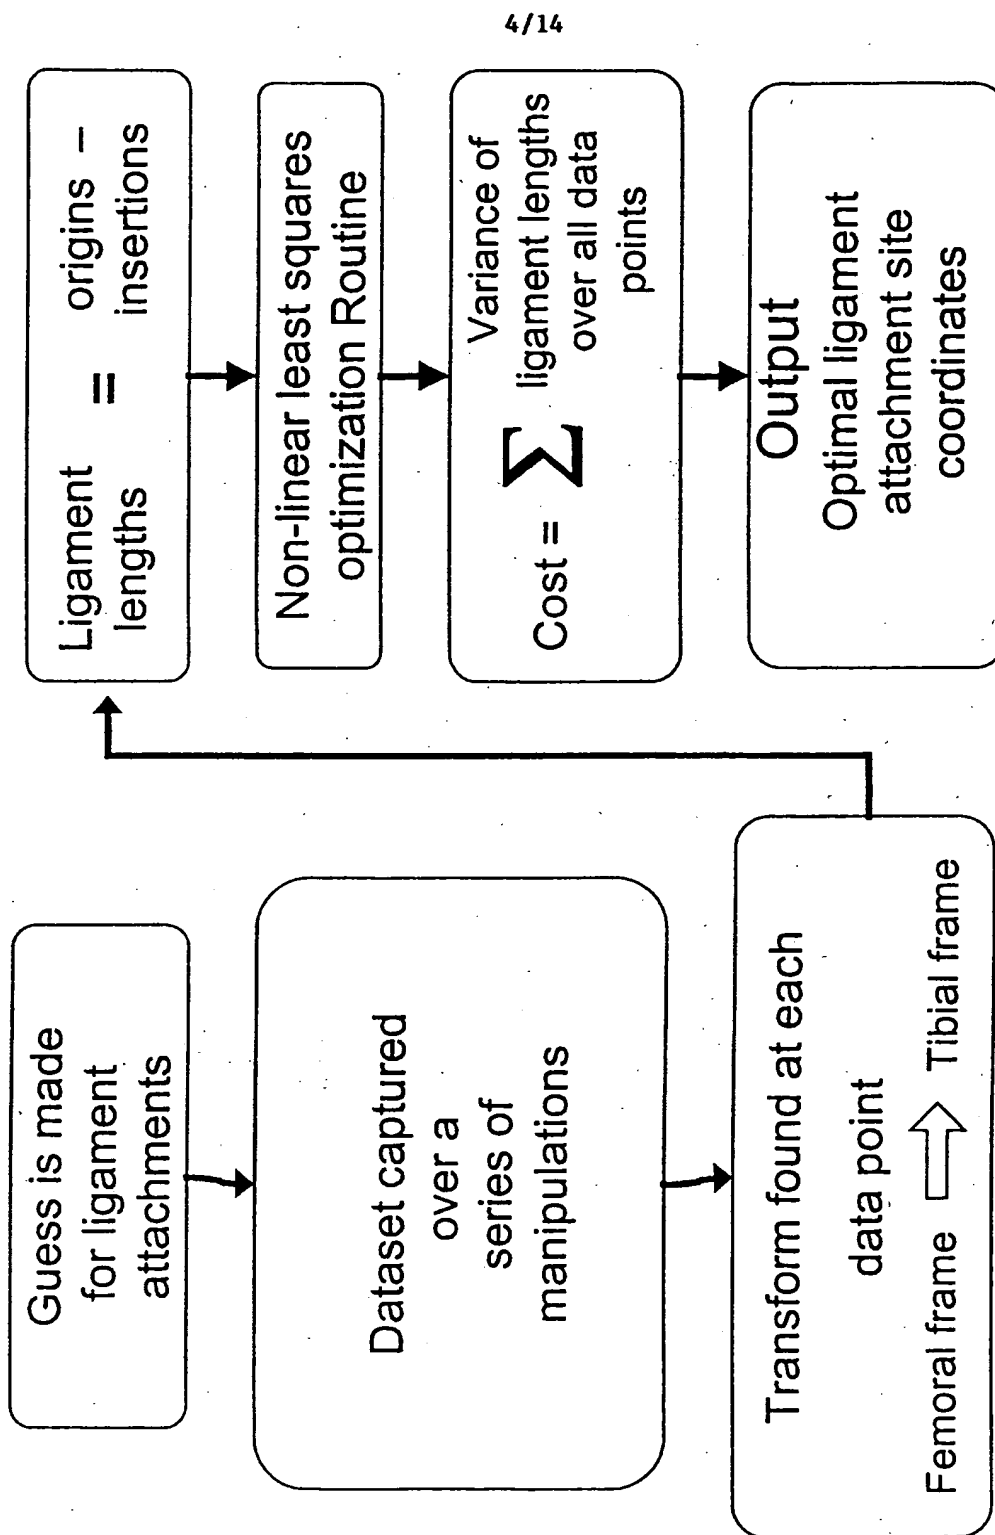 4/14
Guess is made
for ligament
attachments
Dataset captured
over a
series of
manipulations
Transform found at each
data point
Femoral frame ⇨ Tibial frame
Ligament = origins –
lengths insertions
Non-linear least squares
optimization Routine
Variance of
Cost = Σ ligament lengths
over all data
points
Output
Optimal ligament
attachment site
coordinates